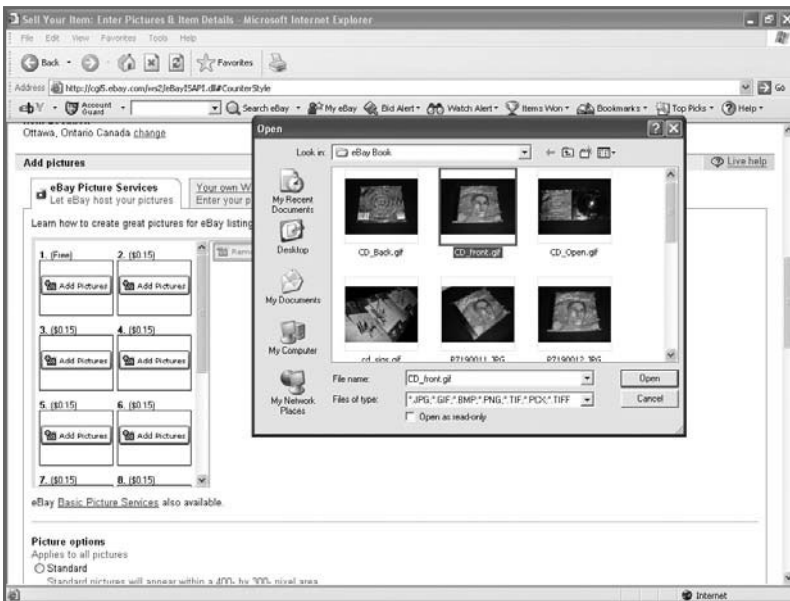 Sell Your Item: Enter Pictures & Item Details - Microsoft Internet Explorer
File Edit View Favorites Tools Help
Back Favorites
Address http://cgi5.ebay.com/ws2/eBayISAPI.dll#CounterStyle Go
Account Guard Search eBay My eBay Bid Alert Watch Alert Items Won Bookmarks Top Picks Help
Ottawa, Ontario Canada change
Add pictures Live help
eBay Picture Services
Let eBay host your pictures
Your own W
Enter your p
Learn how to create great pictures for eBay listing
1. (Free) 2. ($0.15)
Add Pictures Add Pictures
3. ($0.15) 4. ($0.15)
Add Pictures Add Pictures
5. ($0.15) 6. ($0.15)
Add Pictures Add Pictures
7. ($0.15) 8. ($0.15)
eBay Basic Picture Services also available.
Picture options
Applies to all pictures
Standard
Standard pictures will appear within a 400- by 300- pixel area
Open
Look in: eBay Book
My Recent Documents
Desktop
My Documents
My Computer
My Network Places
CD_Back.gif CD_front.gif CD_Open.gif
cd_sigs.gif P7190011.JPG P7190012.JPG
File name: CD_front.gif Open
Files of type: *.JPG;*.GIF;*.BMP;*.PNG;*.TIF;*.PCX;*.TIFF Cancel
Open as read-only
Internet